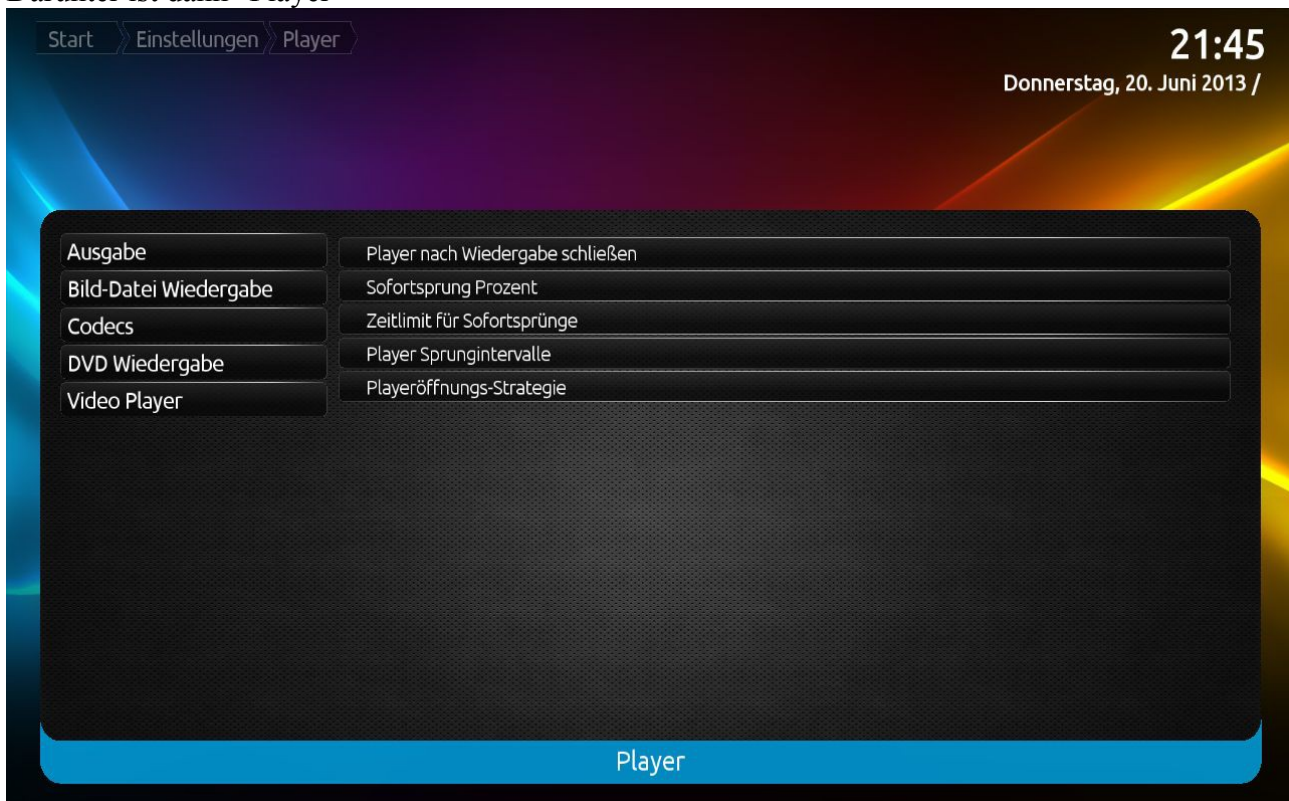 Start Einstellungen Player
21:45
Donnerstag, 20. Juni 2013 /
Ausgabe
Bild-Datei Wiedergabe
Codecs
DVD Wiedergabe
Video Player
Player nach Wiedergabe schließen
Sofortsprung Prozent
Zeitlimit für Sofortsprünge
Player Sprungintervalle
Playeröffnungs-Strategie
Player